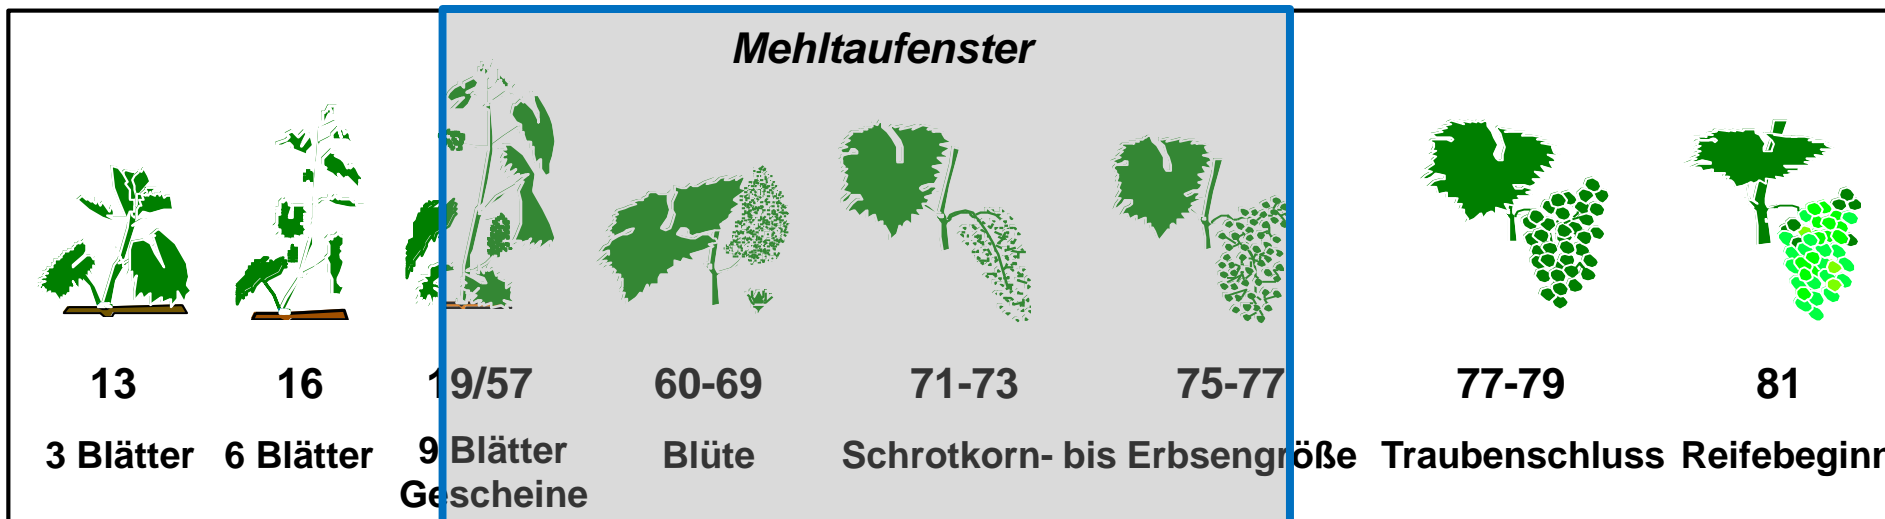 Mehltaufenster
13 16 19/57 60-69 71-73 75-77 77-79 81
3 Blätter 6 Blätter 9 Blätter Blüte Schrotkorn- bis Erbsengröße Traubenschluss Reifebeginn
Gescheine